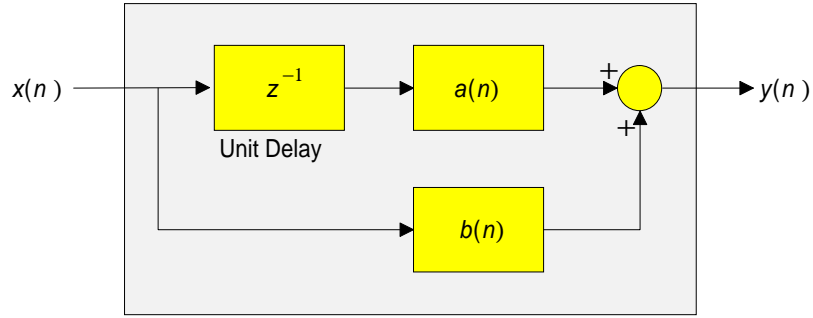 x(n)
z⁻¹
Unit Delay
a(n)
+
+
y(n)
b(n)